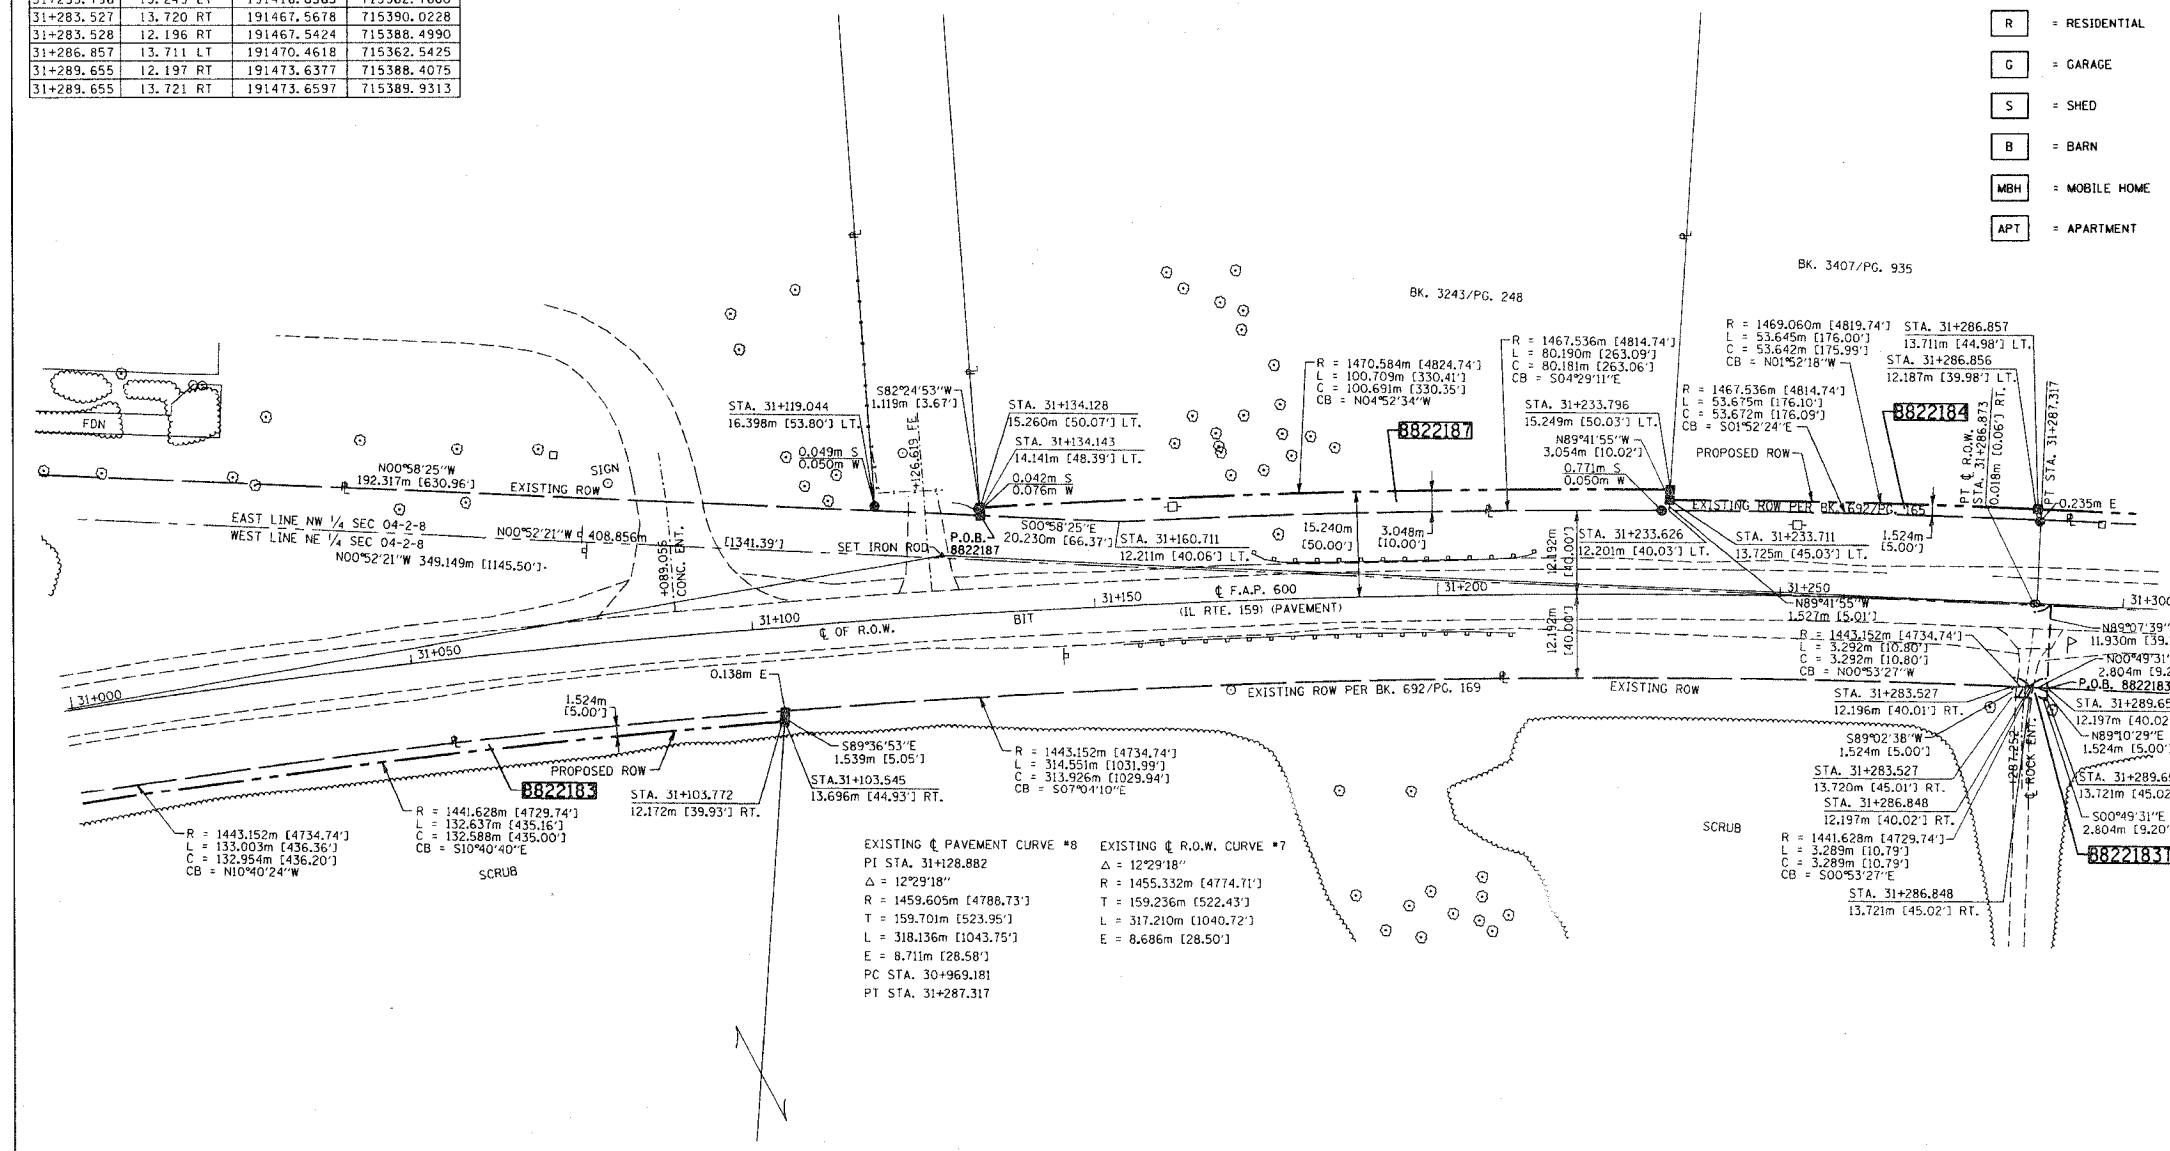 31+283.527 13.720 RT 191467.5678 715390.0228
31+283.528 12.196 RT 191467.5424 715388.4990
31+286.857 13.711 LT 191470.4618 715362.5425
31+289.655 12.197 RT 191473.6377 715388.4075
31+289.655 13.721 RT 191473.6597 715389.9313
R = RESIDENTIAL
G = GARAGE
S = SHED
B = BARN
MBH = MOBILE HOME
APT = APARTMENT
BK. 3407/PG. 935
BK. 3243/PG. 248
FDN
N00°58'25"W
192.317m [630.96']
EXISTING ROW
SIGN
EAST LINE NW 1/4 SEC 04-2-8
WEST LINE NE 1/4 SEC 04-2-8
N00°52'21"W 408.856m [1341.39']
N00°52'21"W 349.149m [1145.50']
+089.056
CONC. ENT.
STA. 31+119.044
16.398m [53.80'] LT.
0.049m S
0.050m W
S82°24'53"W
1.119m [3.67']
+126.619 FE
STA. 31+134.128
15.260m [50.07'] LT.
STA. 31+134.143
14.141m [48.39'] LT.
0.042m S
0.076m W
SET IRON ROD
P.O.B.
8822187
S00°58'25"E
20.230m [66.37']
STA. 31+160.711
12.211m [40.06'] LT.
R = 1470.584m [4824.74']
L = 100.709m [330.41']
C = 100.691m [330.35']
CB = N04°52'34"W
8822187
15.240m
[50.00']
3.048m
[10.00']
R = 1467.536m [4814.74']
L = 80.190m [263.09']
C = 80.181m [263.06']
CB = S04°29'11"E
STA. 31+233.796
15.249m [50.03'] LT.
N89°41'55"W
3.054m [10.02']
0.771m S
0.050m W
STA. 31+233.626
12.201m [40.03'] LT.
12.192m
[40.00']
12.192m
[40.00']
R = 1469.060m [4819.74']
L = 53.645m [176.00']
C = 53.642m [175.99']
CB = N01°52'18"W
R = 1467.536m [4814.74']
L = 53.675m [176.10']
C = 53.672m [176.09']
CB = S01°52'24"E
PROPOSED ROW
STA. 31+286.857
13.711m [44.98'] LT.
STA. 31+286.856
12.187m [39.98'] LT.
8822184
PT ℄ R.O.W.
STA. 31+286.873
0.018m [0.06'] RT.
PT STA. 31+287.317
0.235m E
EXISTING ROW PER BK. 692/PG. 165
STA. 31+233.711
13.725m [45.03'] LT.
1.524m
[5.00']
31+000
31+050
31+100
31+150
31+200
31+250
31+300
℄ OF R.O.W.
BIT
℄ F.A.P. 600
(IL RTE. 159) (PAVEMENT)
N89°41'55"W
1.527m [5.01']
R = 1443.152m [4734.74']
L = 3.292m [10.80']
C = 3.292m [10.80']
CB = N00°53'27"W
N89°07'39"
11.930m [39.
N00°49'31"
2.804m [9.2
P.O.B. 8822183
STA. 31+289.65
12.197m [40.02
N89°10'29"E
1.524m [5.00'
STA. 31+289.6
13.721m [45.02
S00°49'31"E
2.804m [9.20'
8822183T
STA. 31+283.527
12.196m [40.01'] RT.
S89°02'38"W
1.524m [5.00']
STA. 31+283.527
13.720m [45.01'] RT.
STA. 31+286.848
12.197m [40.02'] RT.
R = 1441.628m [4729.74']
L = 3.289m [10.79']
C = 3.289m [10.79']
CB = S00°53'27"E
STA. 31+286.848
13.721m [45.02'] RT.
℄ ROCK ENT.
0.138m E
1.524m
[5.00']
EXISTING ROW PER BK. 692/PG. 169
EXISTING ROW
S89°36'53"E
1.539m [5.05']
STA.31+103.545
13.696m [44.93'] RT.
PROPOSED ROW
8822183
STA. 31+103.772
12.172m [39.93'] RT.
R = 1443.152m [4734.74']
L = 314.551m [1031.99']
C = 313.926m [1029.94']
CB = S07°04'10"E
R = 1443.152m [4734.74']
L = 133.003m [436.36']
C = 132.954m [436.20']
CB = N10°40'24"W
R = 1441.628m [4729.74']
L = 132.637m [435.16']
C = 132.588m [435.00']
CB = S10°40'40"E
SCRUB
SCRUB
EXISTING ℄ PAVEMENT CURVE #8
PI STA. 31+128.882
Δ = 12°29'18"
R = 1459.605m [4788.73']
T = 159.701m [523.95']
L = 318.136m [1043.75']
E = 8.711m [28.58']
PC STA. 30+969.181
PT STA. 31+287.317
EXISTING ℄ R.O.W. CURVE #7
Δ = 12°29'18"
R = 1455.332m [4774.71']
T = 159.236m [522.43']
L = 317.210m [1040.72']
E = 8.686m [28.50']